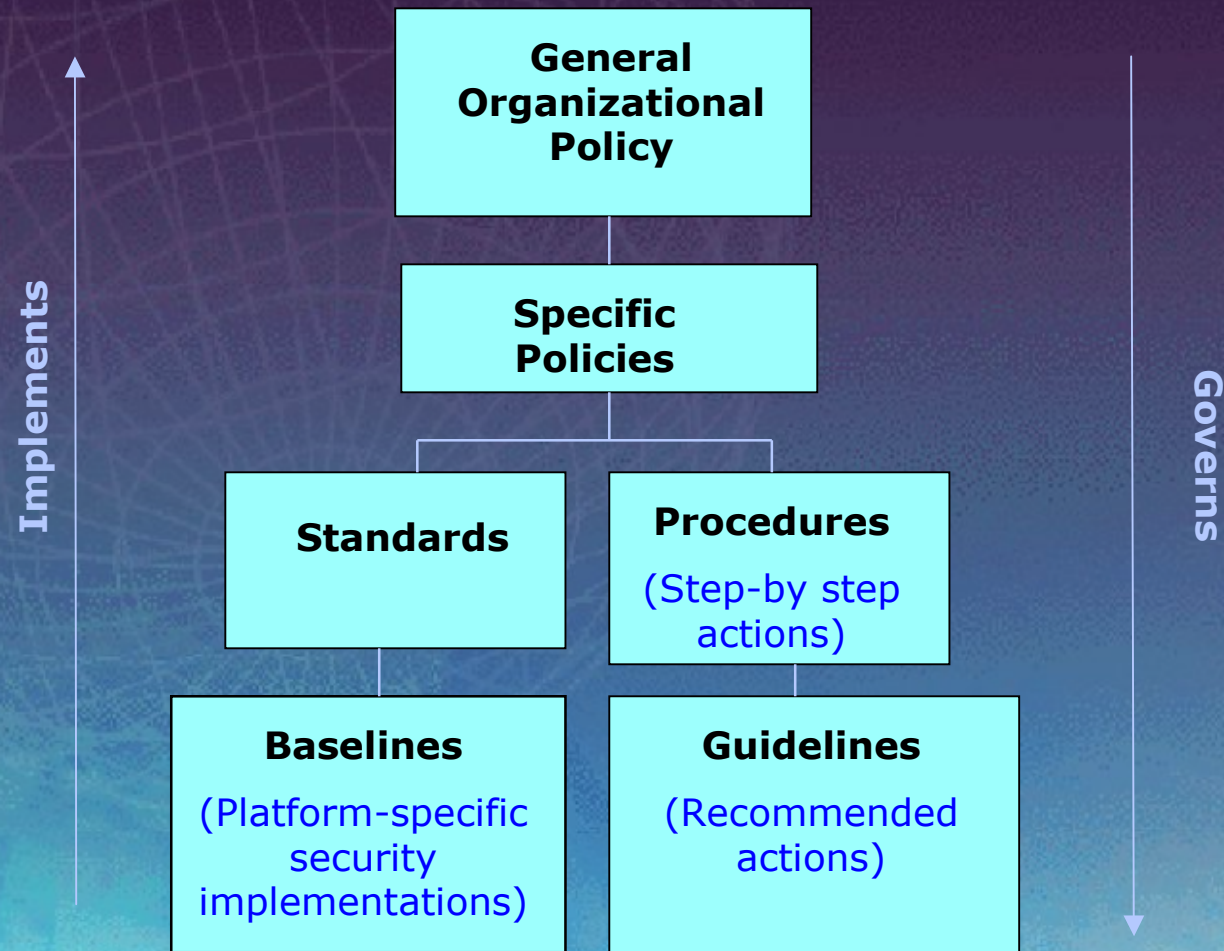 General
Organizational
Policy
Specific
Policies
Implements
Governs
Standards
Procedures
(Step-by step
actions)
Baselines
(Platform-specific
security
implementations)
Guidelines
(Recommended
actions)